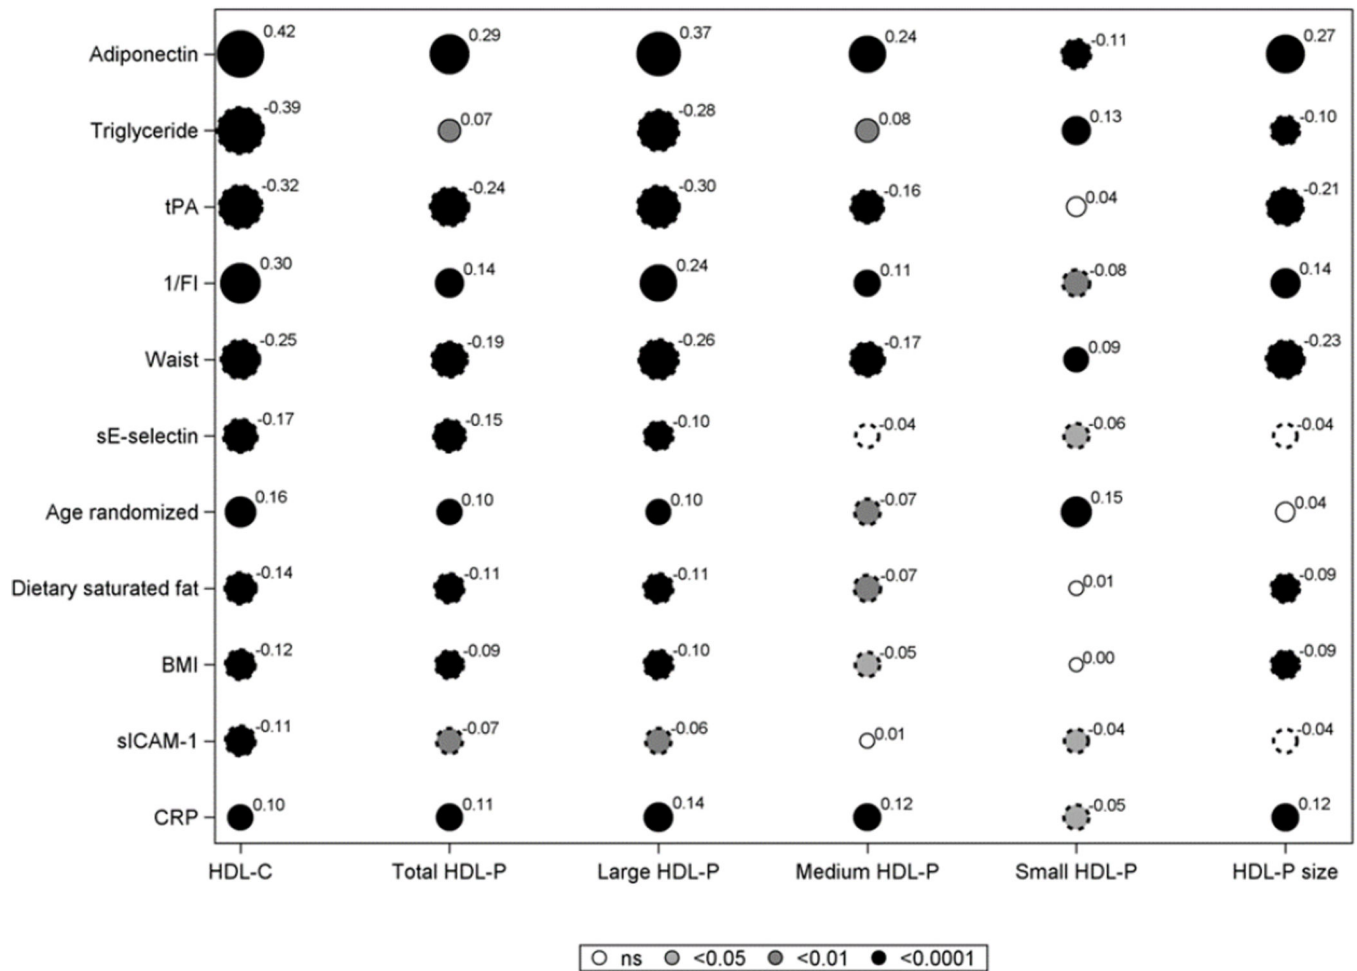 Adiponectin 0.42 0.29 0.37 0.24 -0.11 0.27
Triglyceride -0.39 0.07 -0.28 0.08 0.13 -0.10
tPA -0.32 -0.24 -0.30 -0.16 0.04 -0.21
1/FI 0.30 0.14 0.24 0.11 -0.08 0.14
Waist -0.25 -0.19 -0.26 -0.17 0.09 -0.23
sE-selectin -0.17 -0.15 -0.10 -0.04 -0.06 -0.04
Age randomized 0.16 0.10 0.10 -0.07 0.15 0.04
Dietary saturated fat -0.14 -0.11 -0.11 -0.07 0.01 -0.09
BMI -0.12 -0.09 -0.10 -0.05 0.00 -0.09
sICAM-1 -0.11 -0.07 -0.06 0.01 -0.04 -0.04
CRP 0.10 0.11 0.14 0.12 -0.05 0.12
HDL-C Total HDL-P Large HDL-P Medium HDL-P Small HDL-P HDL-P size
ns <0.05 <0.01 <0.0001